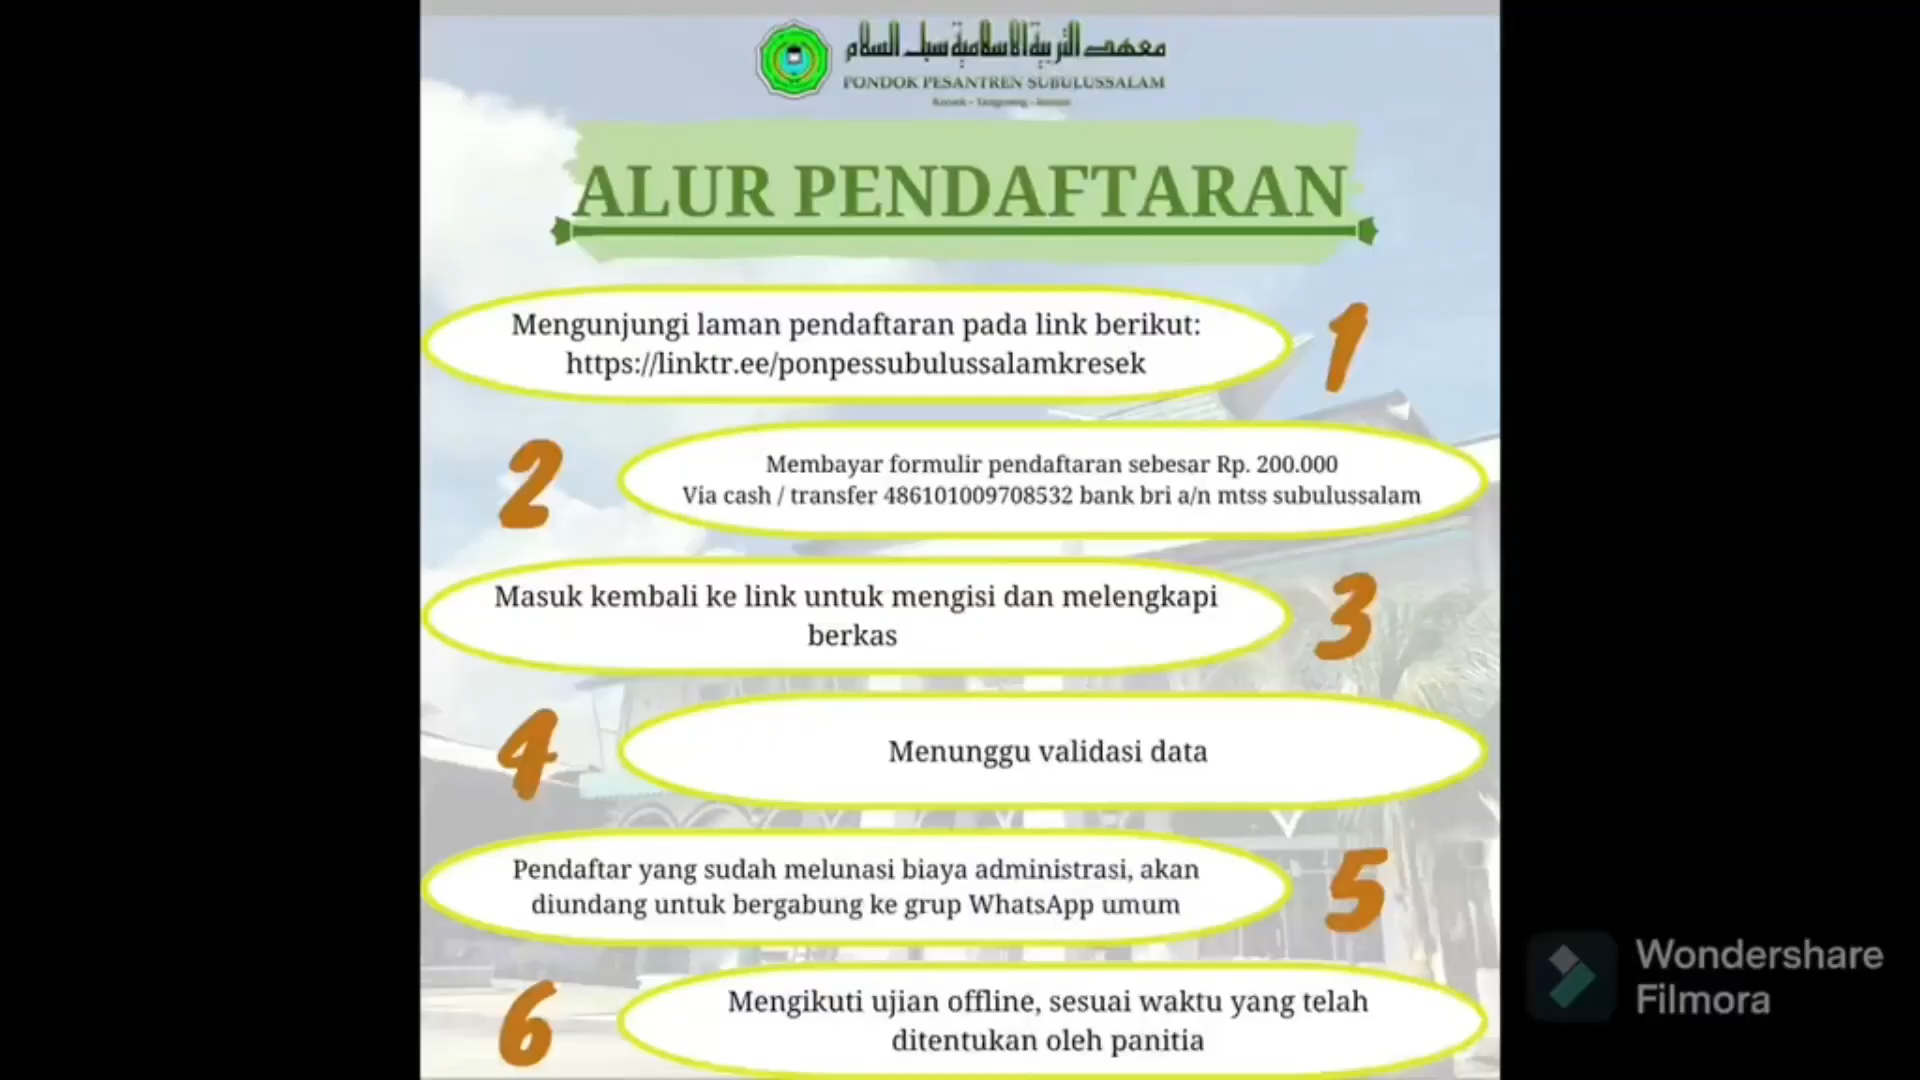 معهد التربية الاسلامية سبل السلام
PONDOK PESANTREN SUBULUSSALAM
Kresek - Tangerang - Banten
ALUR PENDAFTARAN
1
Mengunjungi laman pendaftaran pada link berikut:
https://linktr.ee/ponpessubulussalamkresek
2
Membayar formulir pendaftaran sebesar Rp. 200.000
Via cash / transfer 486101009708532 bank bri a/n mtss subulussalam
3
Masuk kembali ke link untuk mengisi dan melengkapi
berkas
4
Menunggu validasi data
5
Pendaftar yang sudah melunasi biaya administrasi, akan
diundang untuk bergabung ke grup WhatsApp umum
6
Mengikuti ujian offline, sesuai waktu yang telah
ditentukan oleh panitia
Wondershare
Filmora